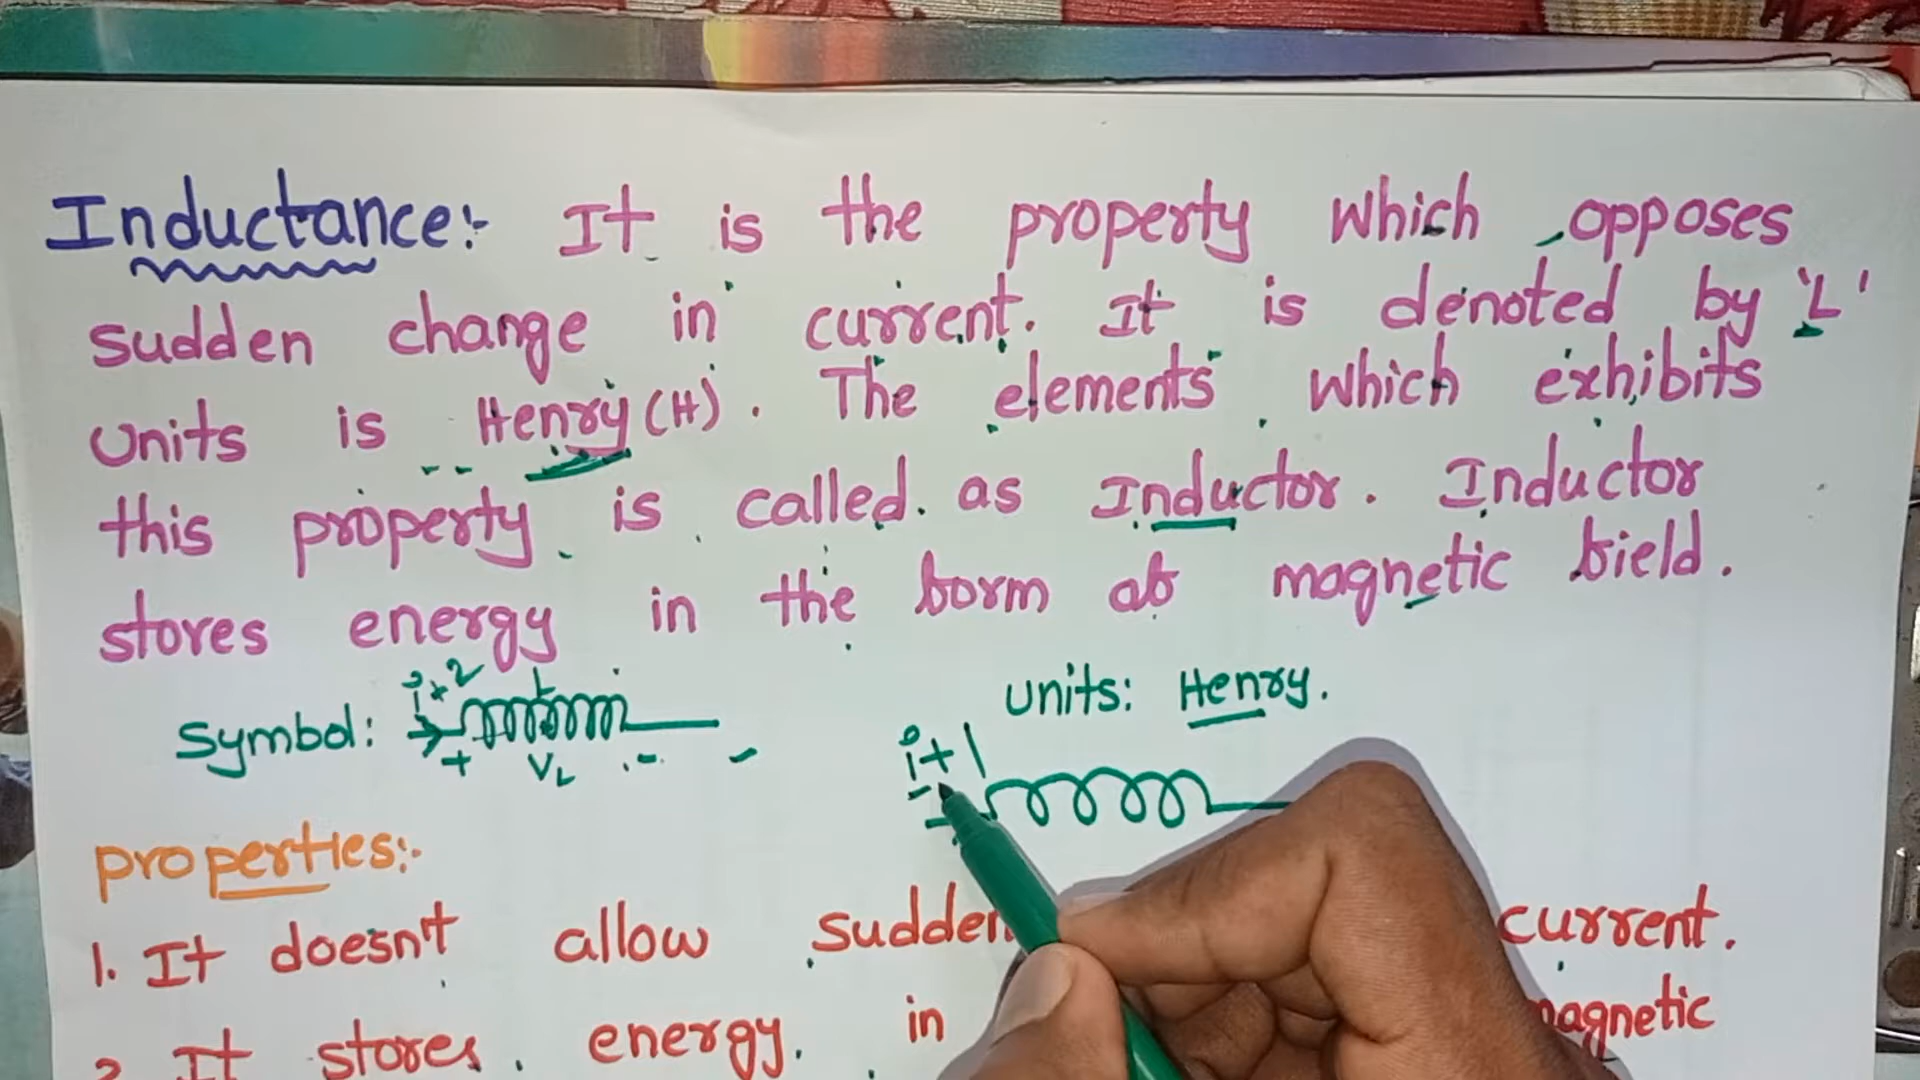 Inductance:- It is the property which opposes
sudden change in current. It is denoted by 'L'
units is Henry (H). The elements which exhibits
this property is called as Inductor. Inductor
stores energy in the form of magnetic field.
Symbol: i+2 L
+ VL -
units: Henry.
i+1
properties:-
1. It doesn't allow sudden current.
2. It stores energy in magnetic